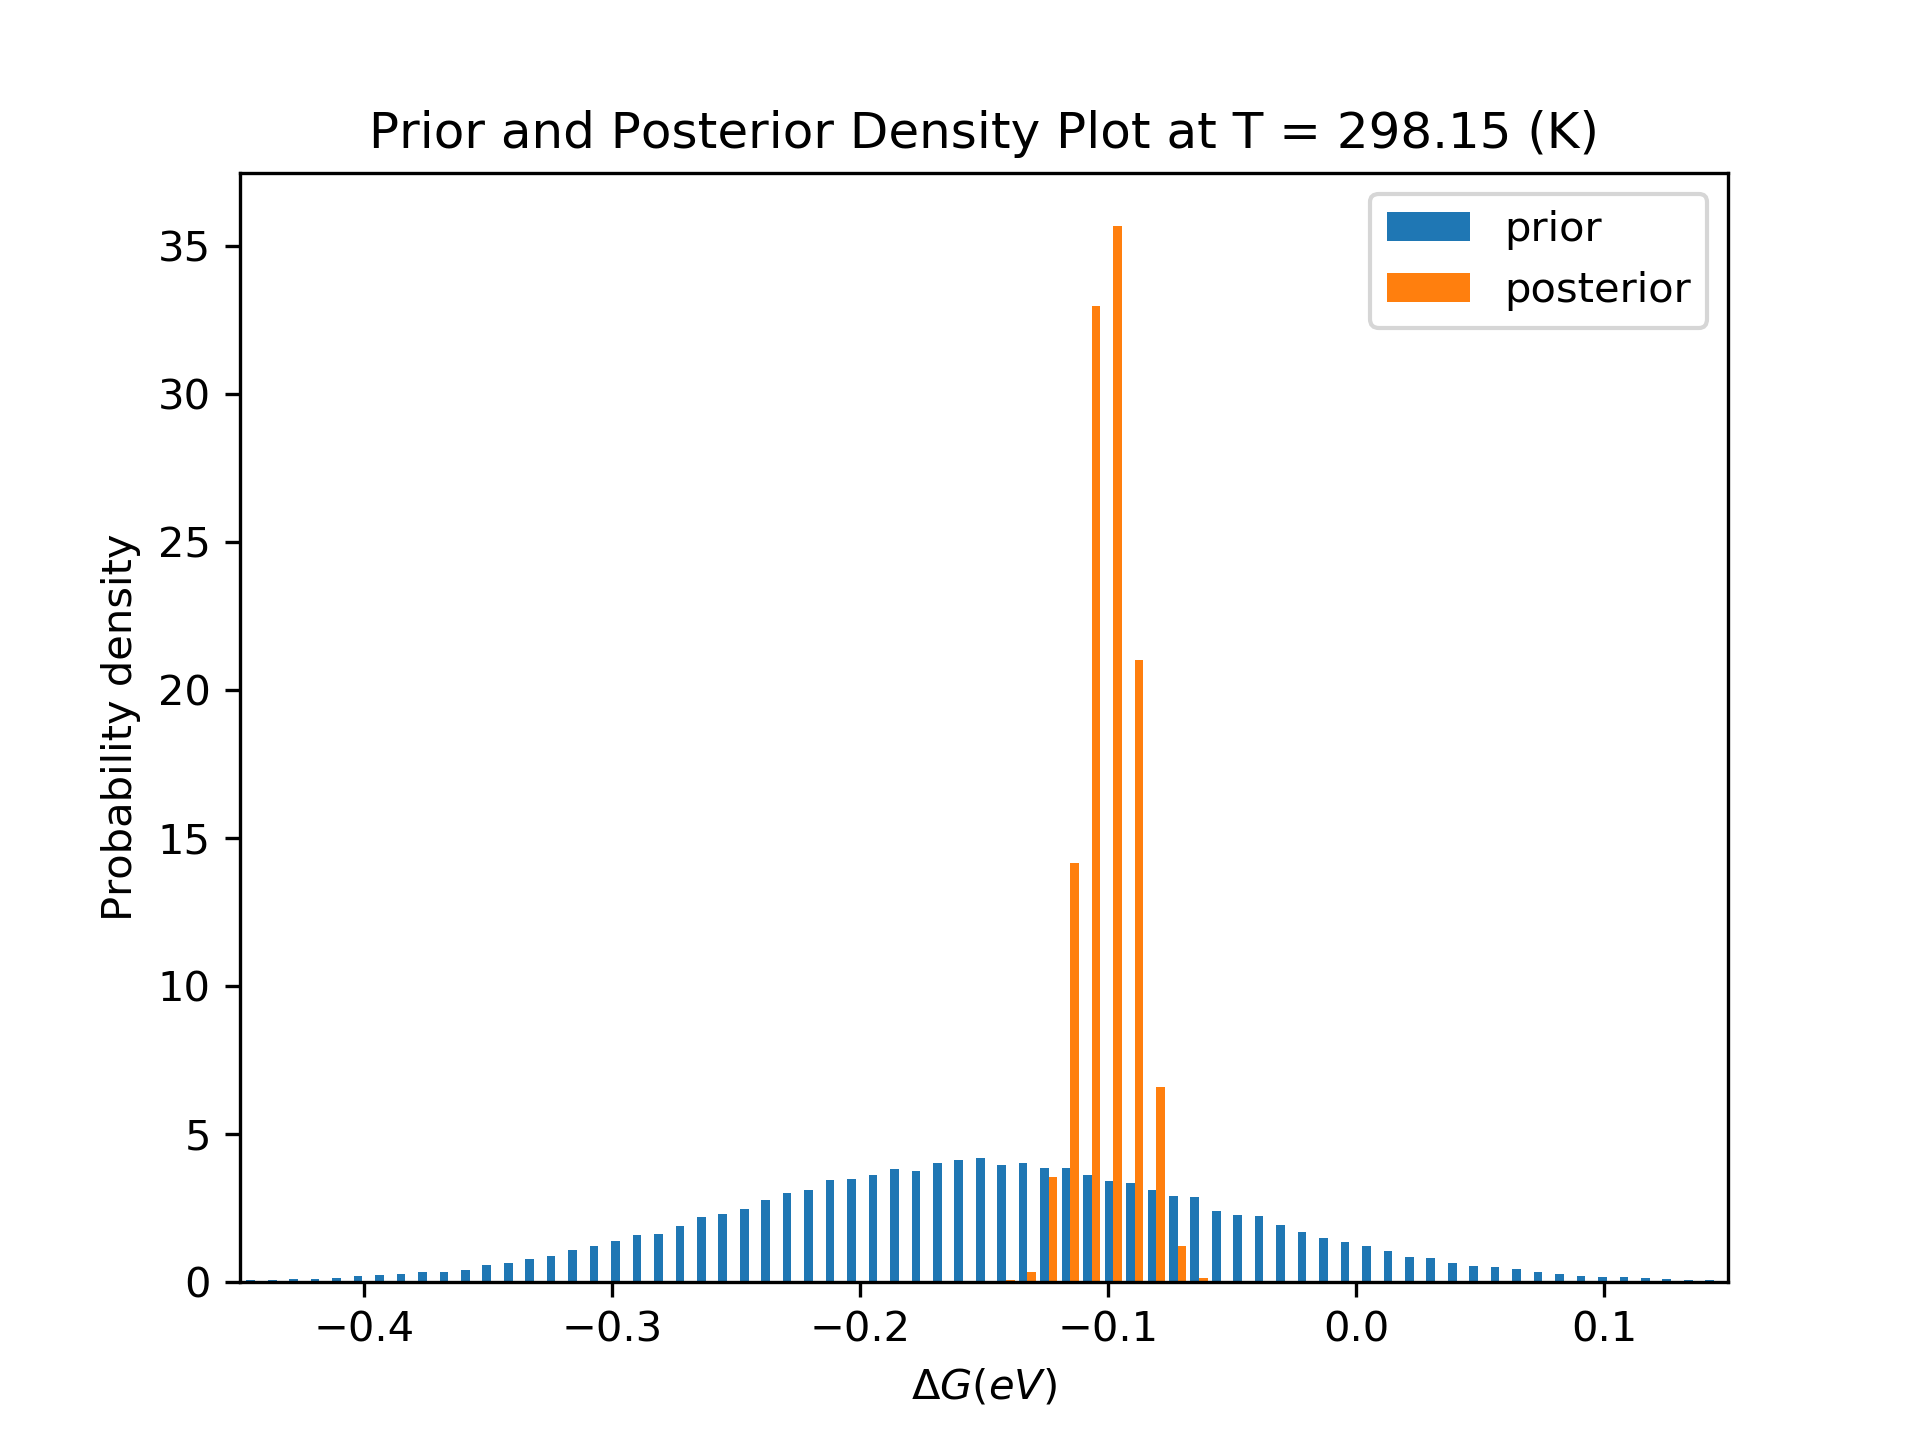 Prior and Posterior Density Plot at T = 298.15 (K)
prior
posterior
Probability density
35
30
25
20
15
10
5
0
−0.4 −0.3 −0.2 −0.1 0.0 0.1
ΔG(eV)